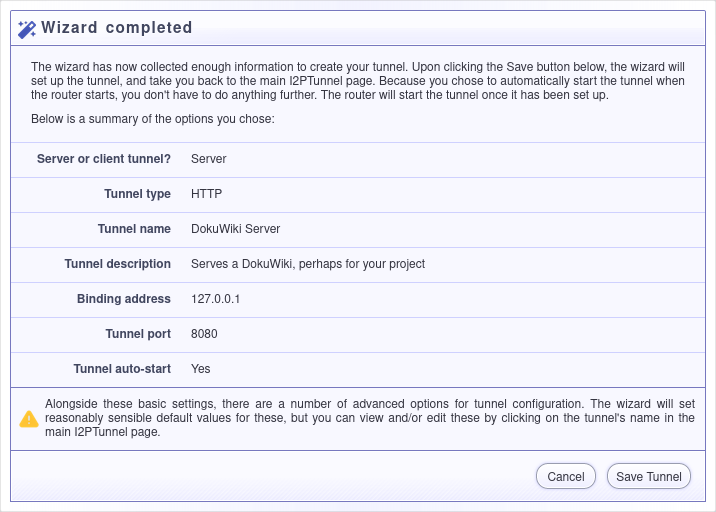 Wizard completed
The wizard has now collected enough information to create your tunnel. Upon clicking the Save button below, the wizard will
set up the tunnel, and take you back to the main I2PTunnel page. Because you chose to automatically start the tunnel when
the router starts, you don't have to do anything further. The router will start the tunnel once it has been set up.
Below is a summary of the options you chose:
Server or client tunnel? Server
Tunnel type HTTP
Tunnel name DokuWiki Server
Tunnel description Serves a DokuWiki, perhaps for your project
Binding address 127.0.0.1
Tunnel port 8080
Tunnel auto-start Yes
Alongside these basic settings, there are a number of advanced options for tunnel configuration. The wizard will set
reasonably sensible default values for these, but you can view and/or edit these by clicking on the tunnel's name in the
main I2PTunnel page.
Cancel Save Tunnel